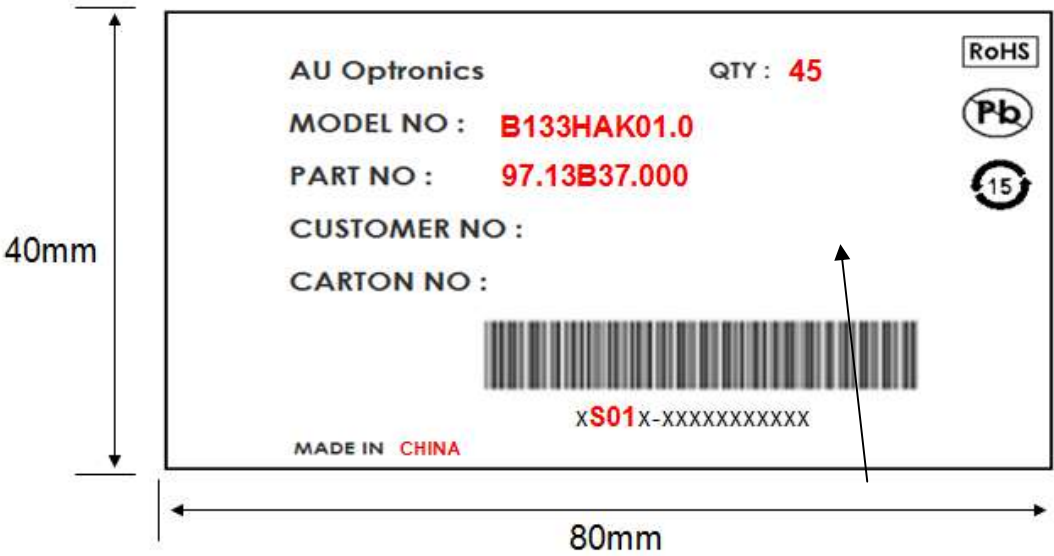 AU Optronics QTY : 45 RoHS
MODEL NO : B133HAK01.0 Pb
PART NO : 97.13B37.000 15
CUSTOMER NO :
CARTON NO :
xS01x-xxxxxxxxxxx
MADE IN CHINA
40mm
80mm